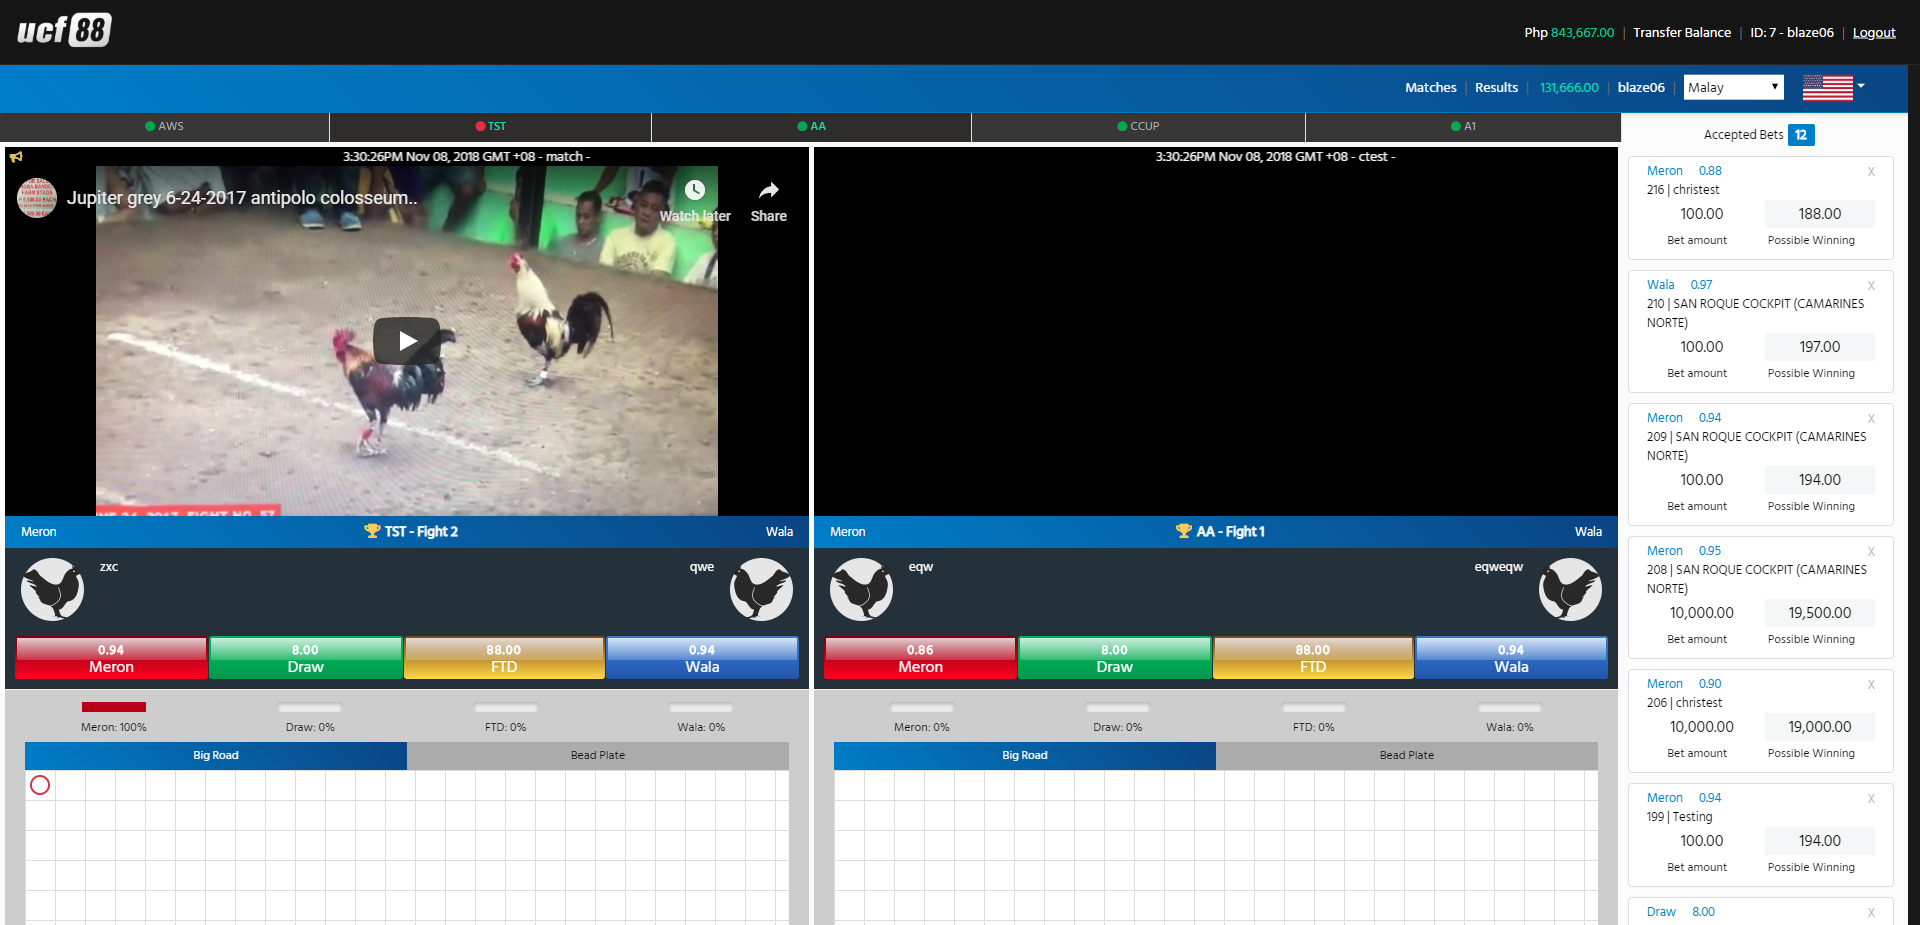 ucf 88
Php 843,667.00 | Transfer Balance | ID: 7 - blaze06 | Logout
Matches | Results | 131,666.00 | blaze06 | Malay
AWS
TST
AA
CCUP
A1
3:30:26PM Nov 08, 2018 GMT +08 - match -
Jupiter grey 6-24-2017 antipolo colosseum..
Watch later
Share
Meron
TST - Fight 2
Wala
zxc
qwe
0.94
Meron
8.00
Draw
88.00
FTD
0.94
Wala
Meron: 100%
Draw: 0%
FTD: 0%
Wala: 0%
Big Road
Bead Plate
3:30:26PM Nov 08, 2018 GMT +08 - ctest -
Meron
AA - Fight 1
Wala
eqw
eqweqw
0.86
Meron
8.00
Draw
88.00
FTD
0.94
Wala
Meron: 0%
Draw: 0%
FTD: 0%
Wala: 0%
Big Road
Bead Plate
Accepted Bets 12
Meron 0.88 X
216 | christest
100.00 188.00
Bet amount Possible Winning
Wala 0.97 X
210 | SAN ROQUE COCKPIT (CAMARINES
NORTE)
100.00 197.00
Bet amount Possible Winning
Meron 0.94 X
209 | SAN ROQUE COCKPIT (CAMARINES
NORTE)
100.00 194.00
Bet amount Possible Winning
Meron 0.95 X
208 | SAN ROQUE COCKPIT (CAMARINES
NORTE)
10,000.00 19,500.00
Bet amount Possible Winning
Meron 0.90 X
206 | christest
10,000.00 19,000.00
Bet amount Possible Winning
Meron 0.94 X
199 | Testing
100.00 194.00
Bet amount Possible Winning
Draw 8.00 X